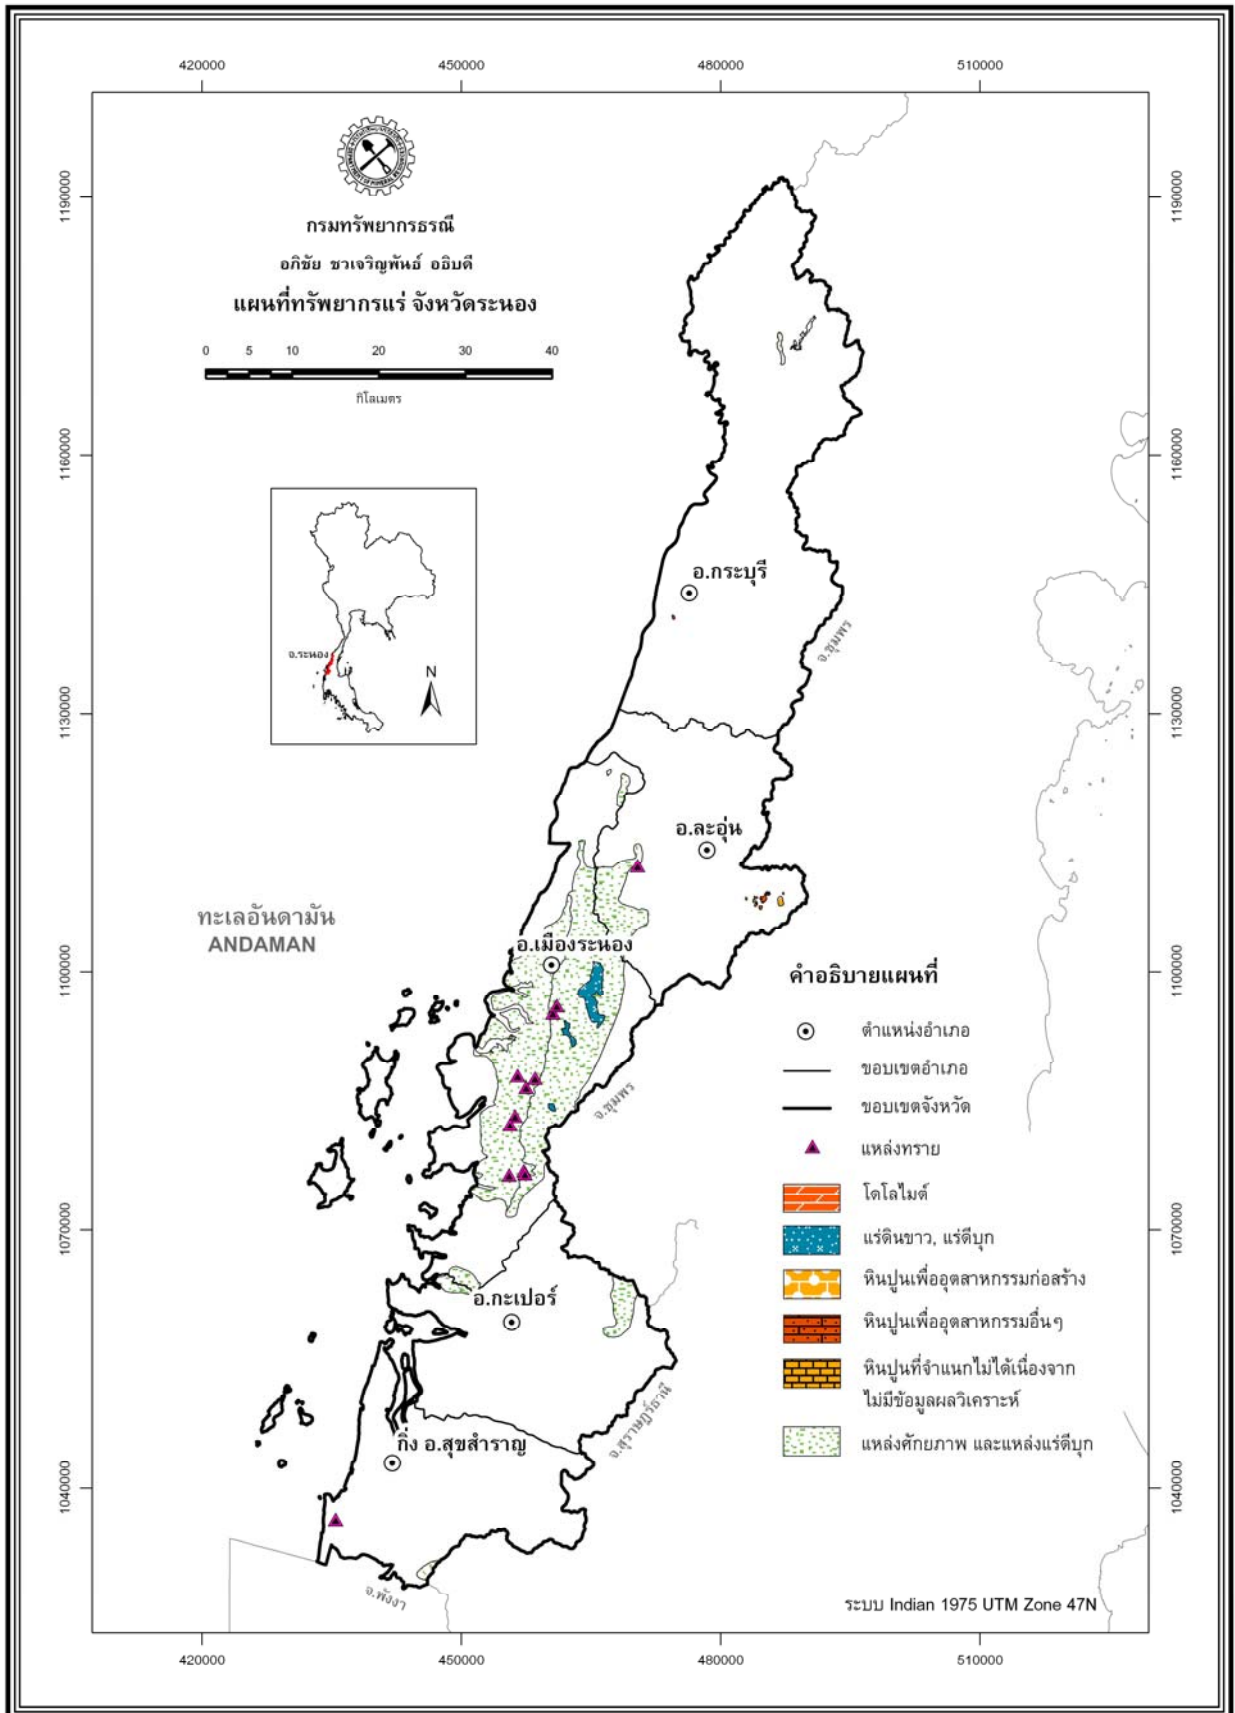 420000 450000 480000 510000
1190000
1160000
1130000
1100000
1070000
1040000
กรมทรัพยากรธรณี
อภิชัย ชวเจริญพันธ์ อธิบดี
แผนที่ทรัพยากรแร่ จังหวัดระนอง
0 5 10 20 30 40
กิโลเมตร
จ.ระนอง
N
อ.กระบุรี
จ.ชุมพร
อ.ละอุ่น
ทะเลอันดามัน
ANDAMAN
อ.เมืองระนอง
จ.ชุมพร
อ.กะเปอร์
จ.สุราษฎร์ธานี
กิ่ง อ.สุขสำราญ
จ.พังงา
คำอธิบายแผนที่
ตำแหน่งอำเภอ
ขอบเขตอำเภอ
ขอบเขตจังหวัด
แหล่งทราย
โดโลไมต์
แร่ดินขาว, แร่ดีบุก
หินปูนเพื่ออุตสาหกรรมก่อสร้าง
หินปูนเพื่ออุตสาหกรรมอื่นๆ
หินปูนที่จำแนกไม่ได้เนื่องจาก
ไม่มีข้อมูลผลวิเคราะห์
แหล่งศักยภาพ และแหล่งแร่ดีบุก
ระบบ Indian 1975 UTM Zone 47N
1190000
1160000
1130000
1100000
1070000
1040000
420000 450000 480000 510000